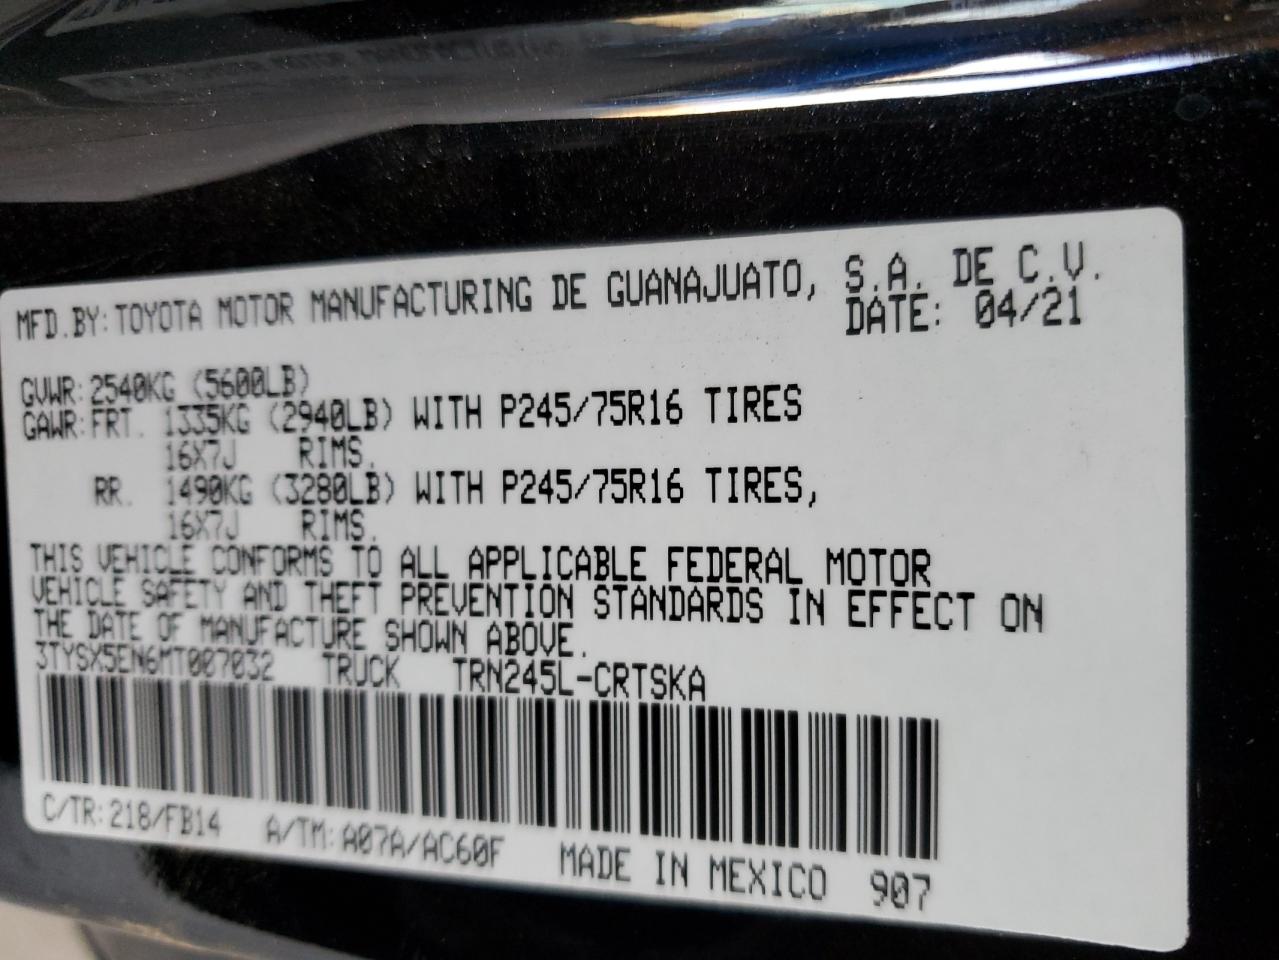 MFD.BY:TOYOTA MOTOR MANUFACTURING DE GUANAJUATO, S.A. DE C.V.
DATE: 04/21
GVWR:2540KG (5600LB)
GAWR:FRT. 1335KG (2940LB) WITH P245/75R16 TIRES
16X7J RIMS.
RR. 1490KG (3280LB) WITH P245/75R16 TIRES,
16X7J RIMS.
THIS VEHICLE CONFORMS TO ALL APPLICABLE FEDERAL MOTOR
VEHICLE SAFETY AND THEFT PREVENTION STANDARDS IN EFFECT ON
THE DATE OF MANUFACTURE SHOWN ABOVE.
3TYSX5EN6MT007032 TRUCK TRN245L-CRTSKA
C/TR:218/FB14 A/TM:A07A/AC60F MADE IN MEXICO 907